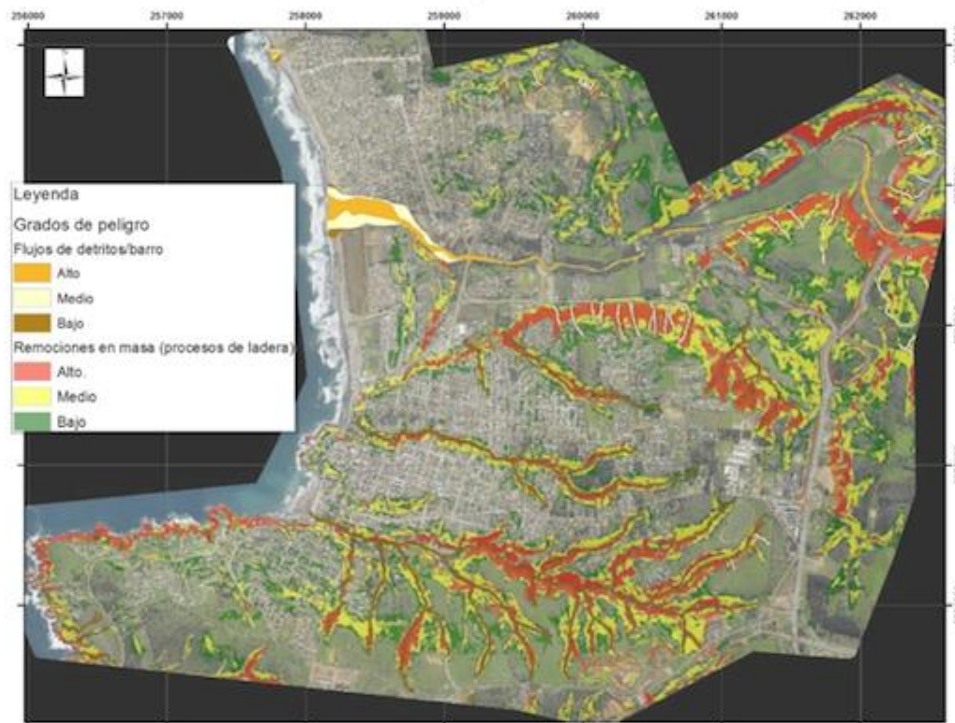 256000 257000 258000 259000 260000 261000 262000
Leyenda
Grados de peligro
Flujos de detritos/barro
Alto
Medio
Bajo
Remociones en masa (procesos de ladera)
Alto.
Medio
Bajo